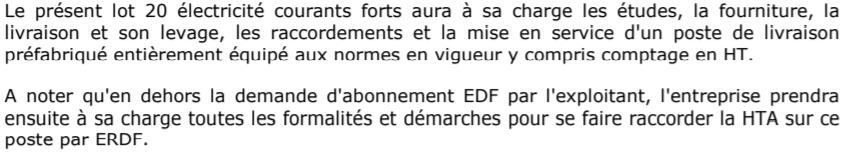 Le présent lot 20 électricité courants forts aura à sa charge les études, la fourniture, la
livraison et son levage, les raccordements et la mise en service d'un poste de livraison
préfabriqué entièrement équipé aux normes en vigueur y compris comptage en HT.
A noter qu'en dehors la demande d'abonnement EDF par l'exploitant, l'entreprise prendra
ensuite à sa charge toutes les formalités et démarches pour se faire raccorder la HTA sur ce
poste par ERDF.